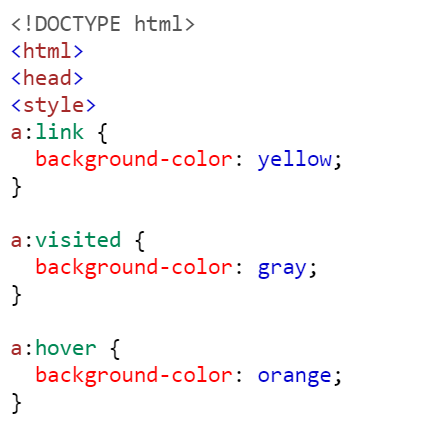 <!DOCTYPE html>
<html>
<head>
<style>
a:link {
  background-color: yellow;
}

a:visited {
  background-color: gray;
}

a:hover {
  background-color: orange;
}